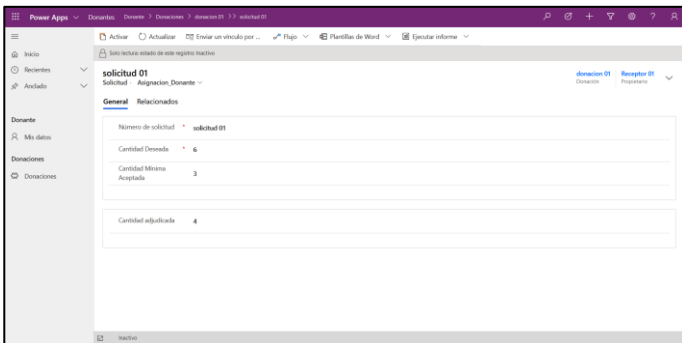 Power Apps Donantes Donante > Donaciones > donacion 01 > > solicitud 01
Activar Actualizar Enviar un vínculo por ... Flujo Plantillas de Word Ejecutar informe
Solo lectura estado de este registro: Inactivo
Inicio
Recientes
Anclado
Donante
Mis datos
Donaciones
Donaciones
solicitud 01
Solicitud · Asignacion_Donante
donacion 01
Donación
Receptor 01
Propietario
General Relacionados
Número de solicitud * solicitud 01
Cantidad Deseada * 6
Cantidad Mínima
Aceptada
3
Cantidad adjudicada 4
Inactivo